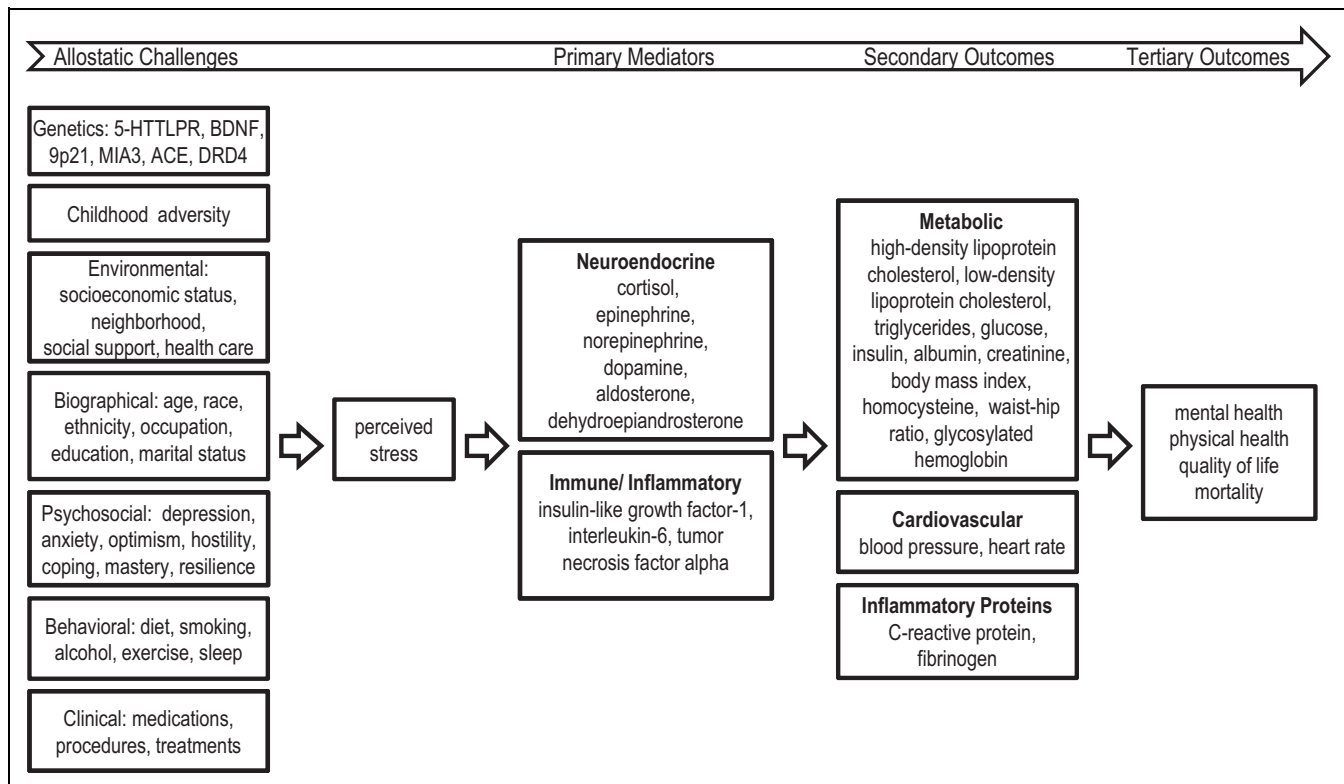 Allostatic Challenges
Primary Mediators
Secondary Outcomes
Tertiary Outcomes
Genetics: 5-HTTLPR, BDNF,
9p21, MIA3, ACE, DRD4
Childhood adversity
Environmental:
socioeconomic status,
neighborhood,
social support, health care
Biographical: age, race,
ethnicity, occupation,
education, marital status
Psychosocial: depression,
anxiety, optimism, hostility,
coping, mastery, resilience
Behavioral: diet, smoking,
alcohol, exercise, sleep
Clinical: medications,
procedures, treatments
perceived
stress
Neuroendocrine
cortisol,
epinephrine,
norepinephrine,
dopamine,
aldosterone,
dehydroepiandrosterone
Immune/ Inflammatory
insulin-like growth factor-1,
interleukin-6, tumor
necrosis factor alpha
Metabolic
high-density lipoprotein
cholesterol, low-density
lipoprotein cholesterol,
triglycerides, glucose,
insulin, albumin, creatinine,
body mass index,
homocysteine, waist-hip
ratio, glycosylated
hemoglobin
Cardiovascular
blood pressure, heart rate
Inflammatory Proteins
C-reactive protein,
fibrinogen
mental health
physical health
quality of life
mortality